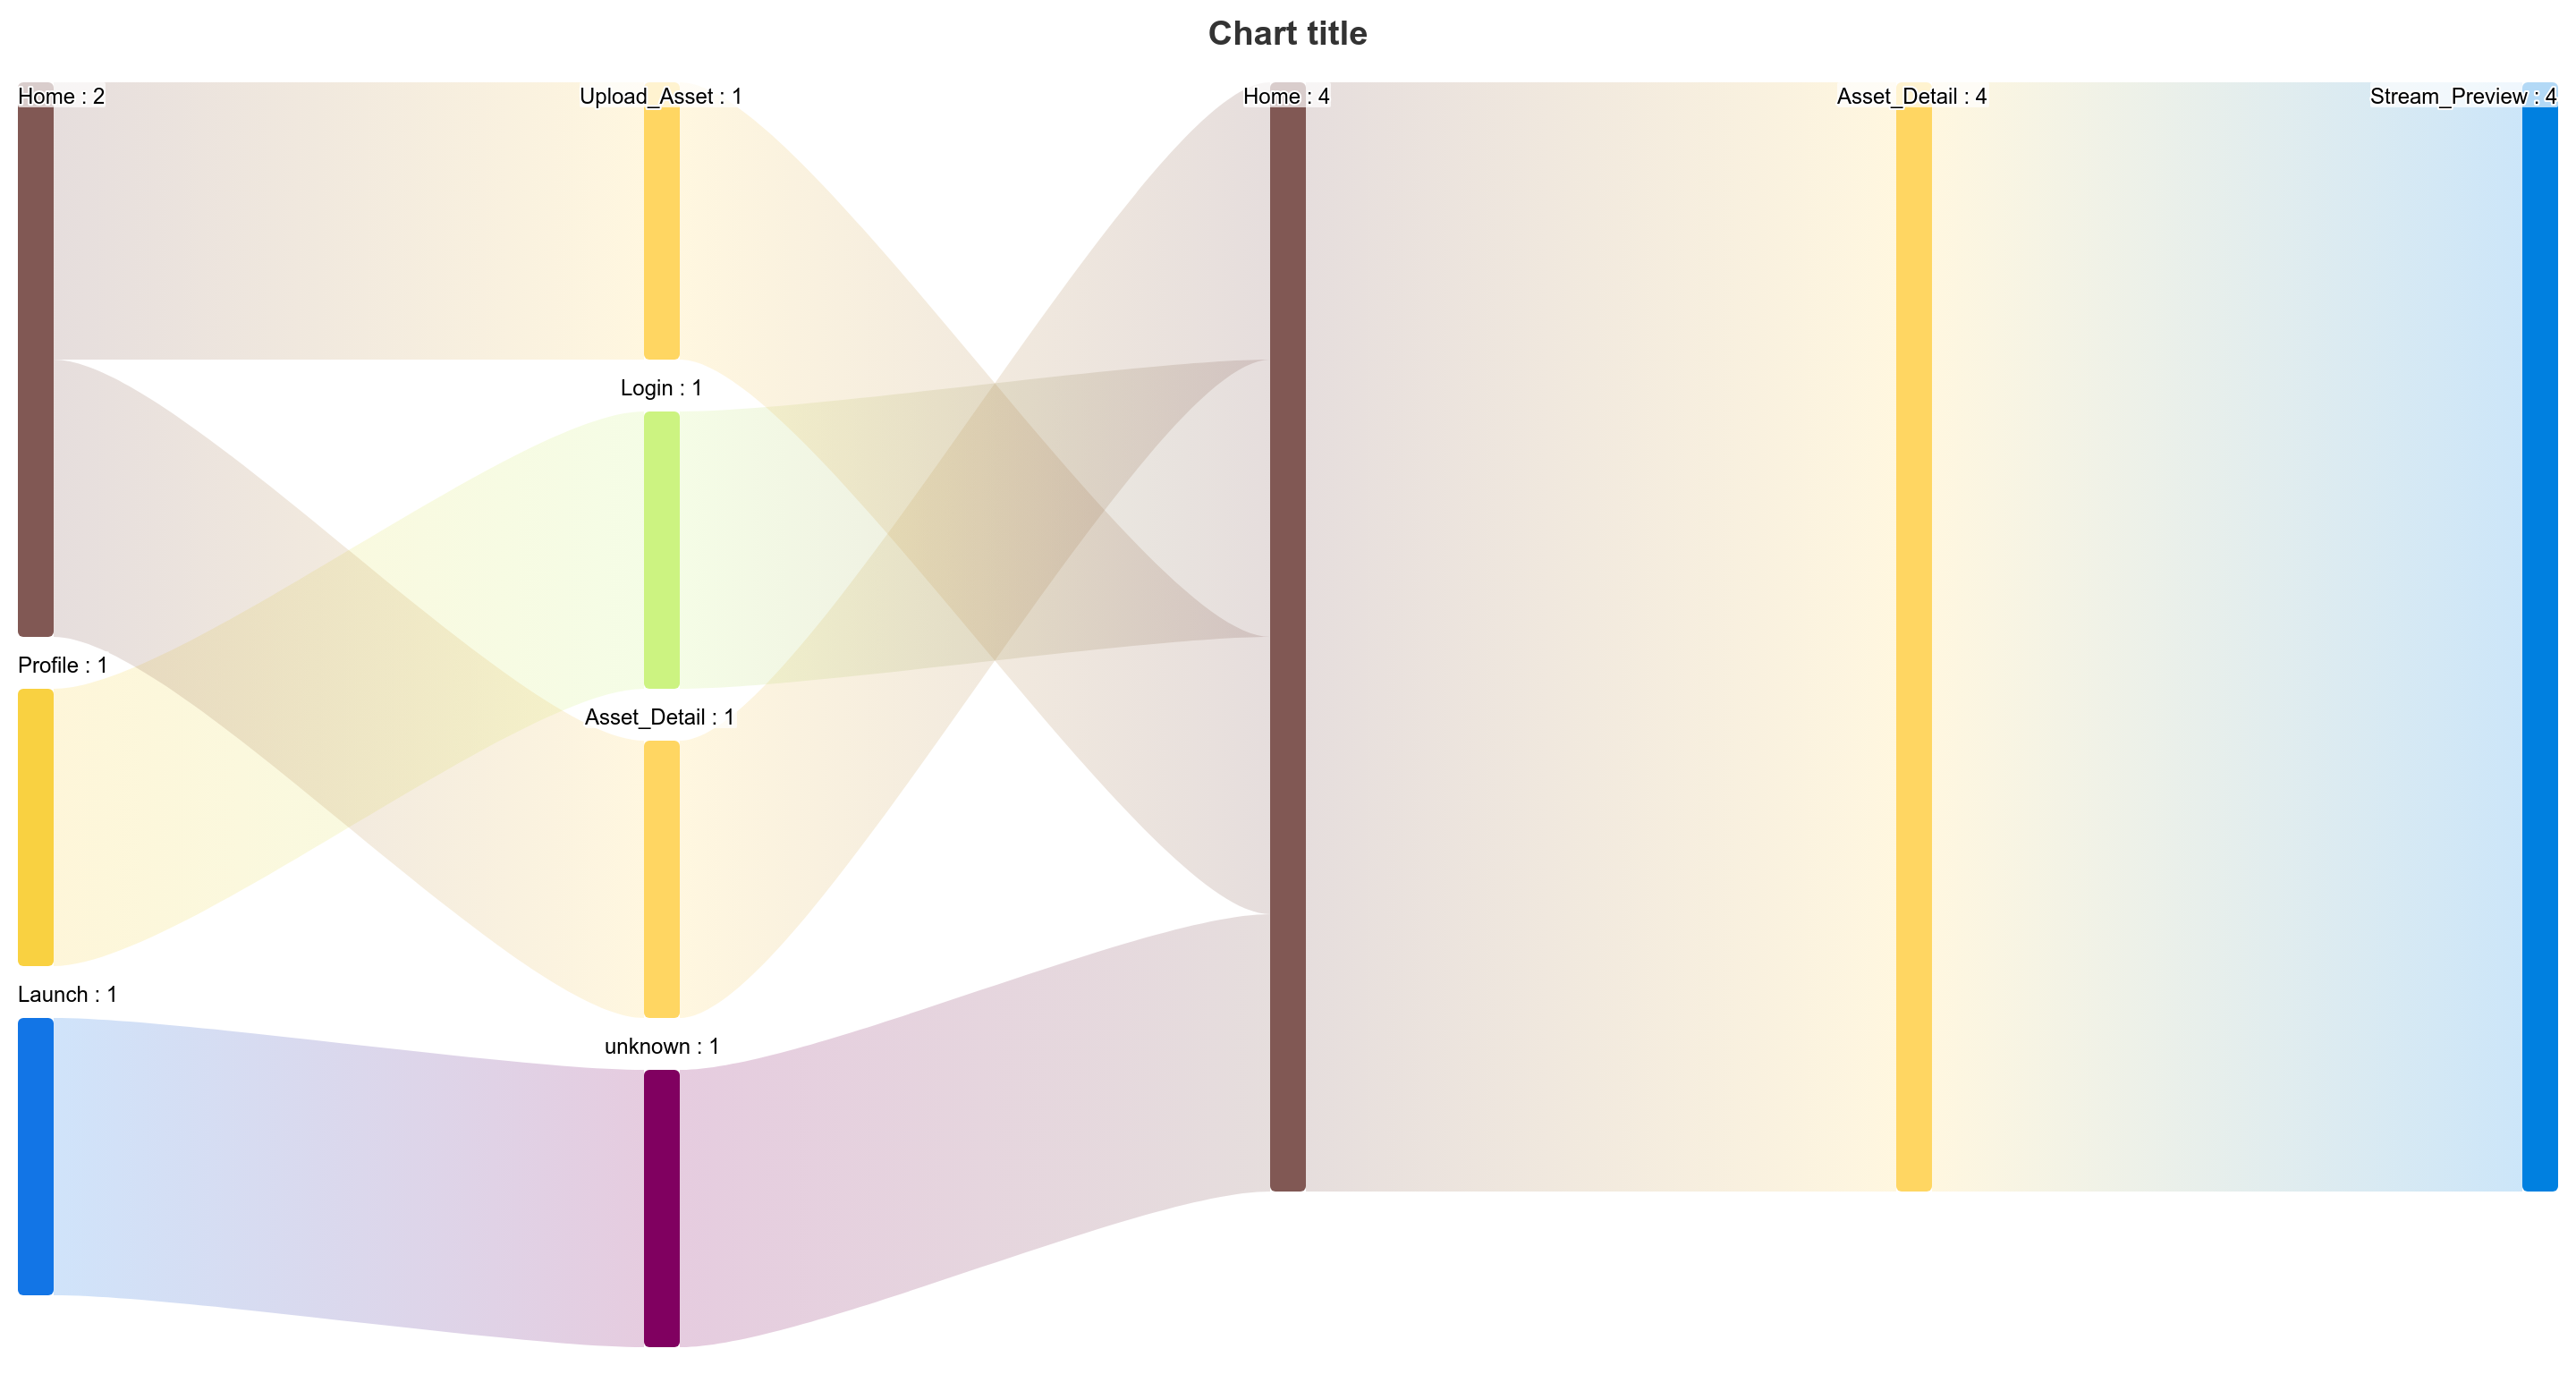 Chart title
Home : 2
Upload_Asset : 1
Home : 4
Asset_Detail : 4
Stream_Preview : 4
Login : 1
Profile : 1
Asset_Detail : 1
Launch : 1
unknown : 1